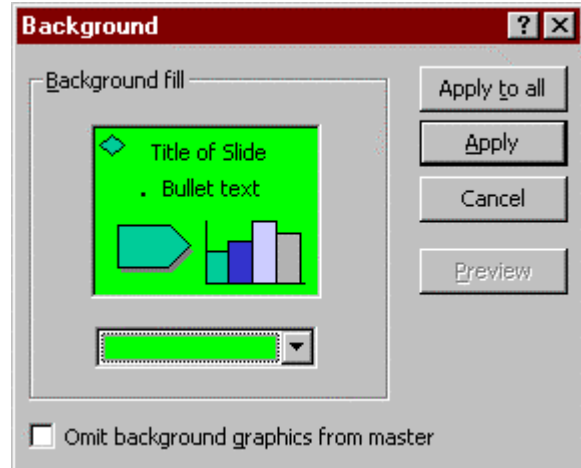 Background
Background fill
Title of Slide
. Bullet text
Apply to all
Apply
Cancel
Preview
Omit background graphics from master